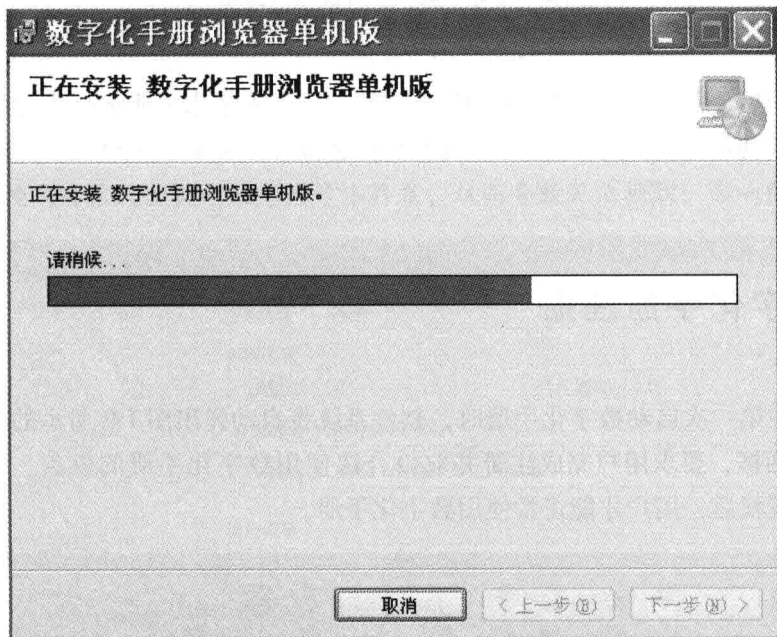 数字化手册浏览器单机版
正在安装 数字化手册浏览器单机版
正在安装 数字化手册浏览器单机版。
请稍候...
取消
< 上一步(B)
下一步(N) >